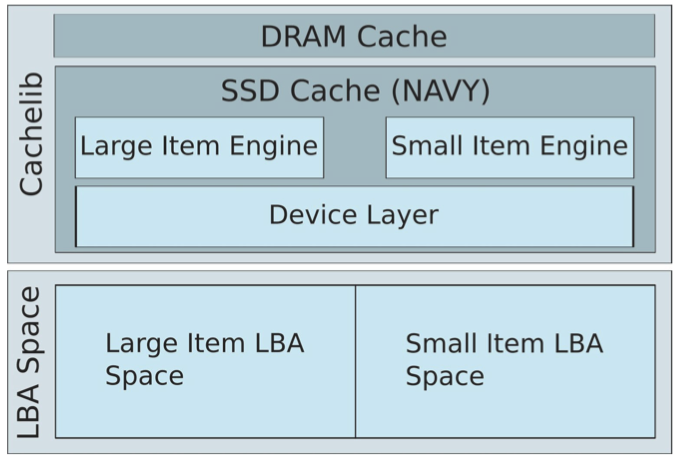 Cachelib
DRAM Cache
SSD Cache (NAVY)
Large Item Engine
Small Item Engine
Device Layer
LBA Space
Large Item LBA
Space
Small Item LBA
Space